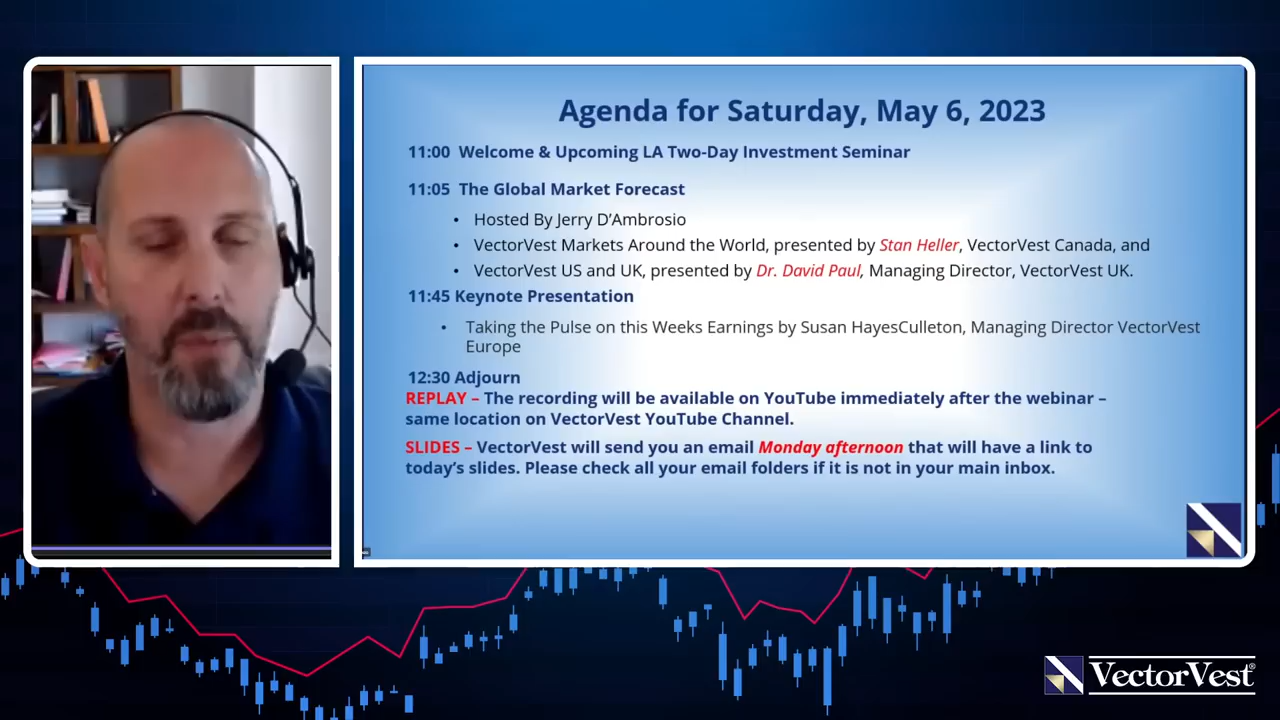 Agenda for Saturday, May 6, 2023
11:00 Welcome & Upcoming LA Two-Day Investment Seminar
11:05 The Global Market Forecast
• Hosted By Jerry D’Ambrosio
• VectorVest Markets Around the World, presented by Stan Heller, VectorVest Canada, and
• VectorVest US and UK, presented by Dr. David Paul, Managing Director, VectorVest UK.
11:45 Keynote Presentation
• Taking the Pulse on this Weeks Earnings by Susan HayesCulleton, Managing Director VectorVest
Europe
12:30 Adjourn
REPLAY – The recording will be available on YouTube immediately after the webinar –
same location on VectorVest YouTube Channel.
SLIDES – VectorVest will send you an email Monday afternoon that will have a link to
today’s slides. Please check all your email folders if it is not in your main inbox.
VectorVest®